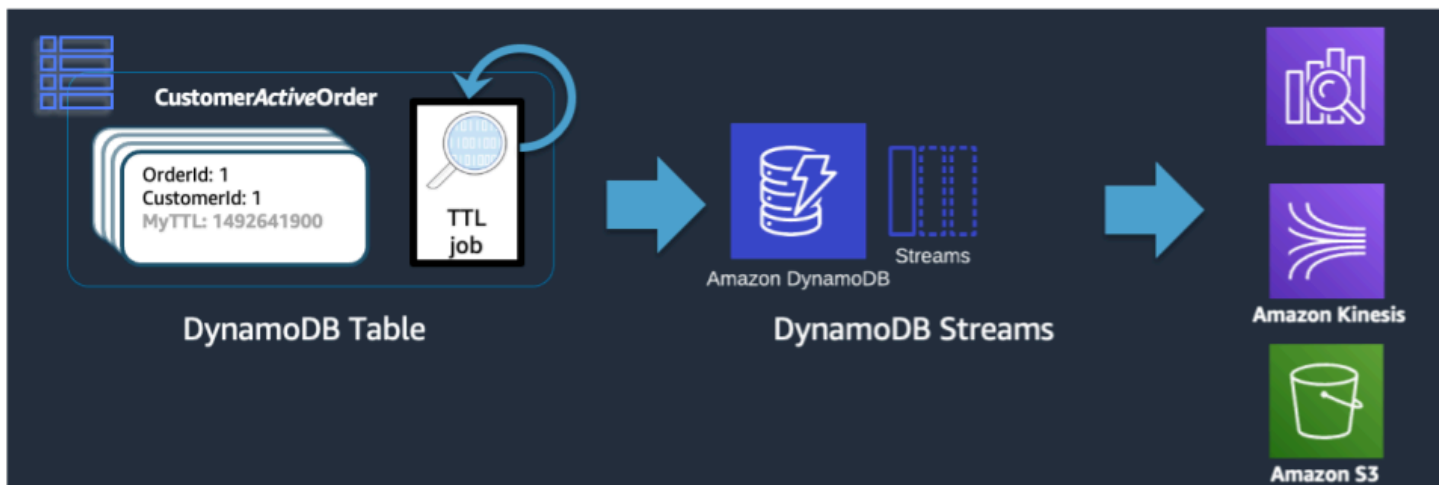 CustomerActiveOrder
OrderId: 1
CustomerId: 1
MyTTL: 1492641900
TTL
job
DynamoDB Table
Amazon DynamoDB
Streams
DynamoDB Streams
Amazon Kinesis
Amazon S3